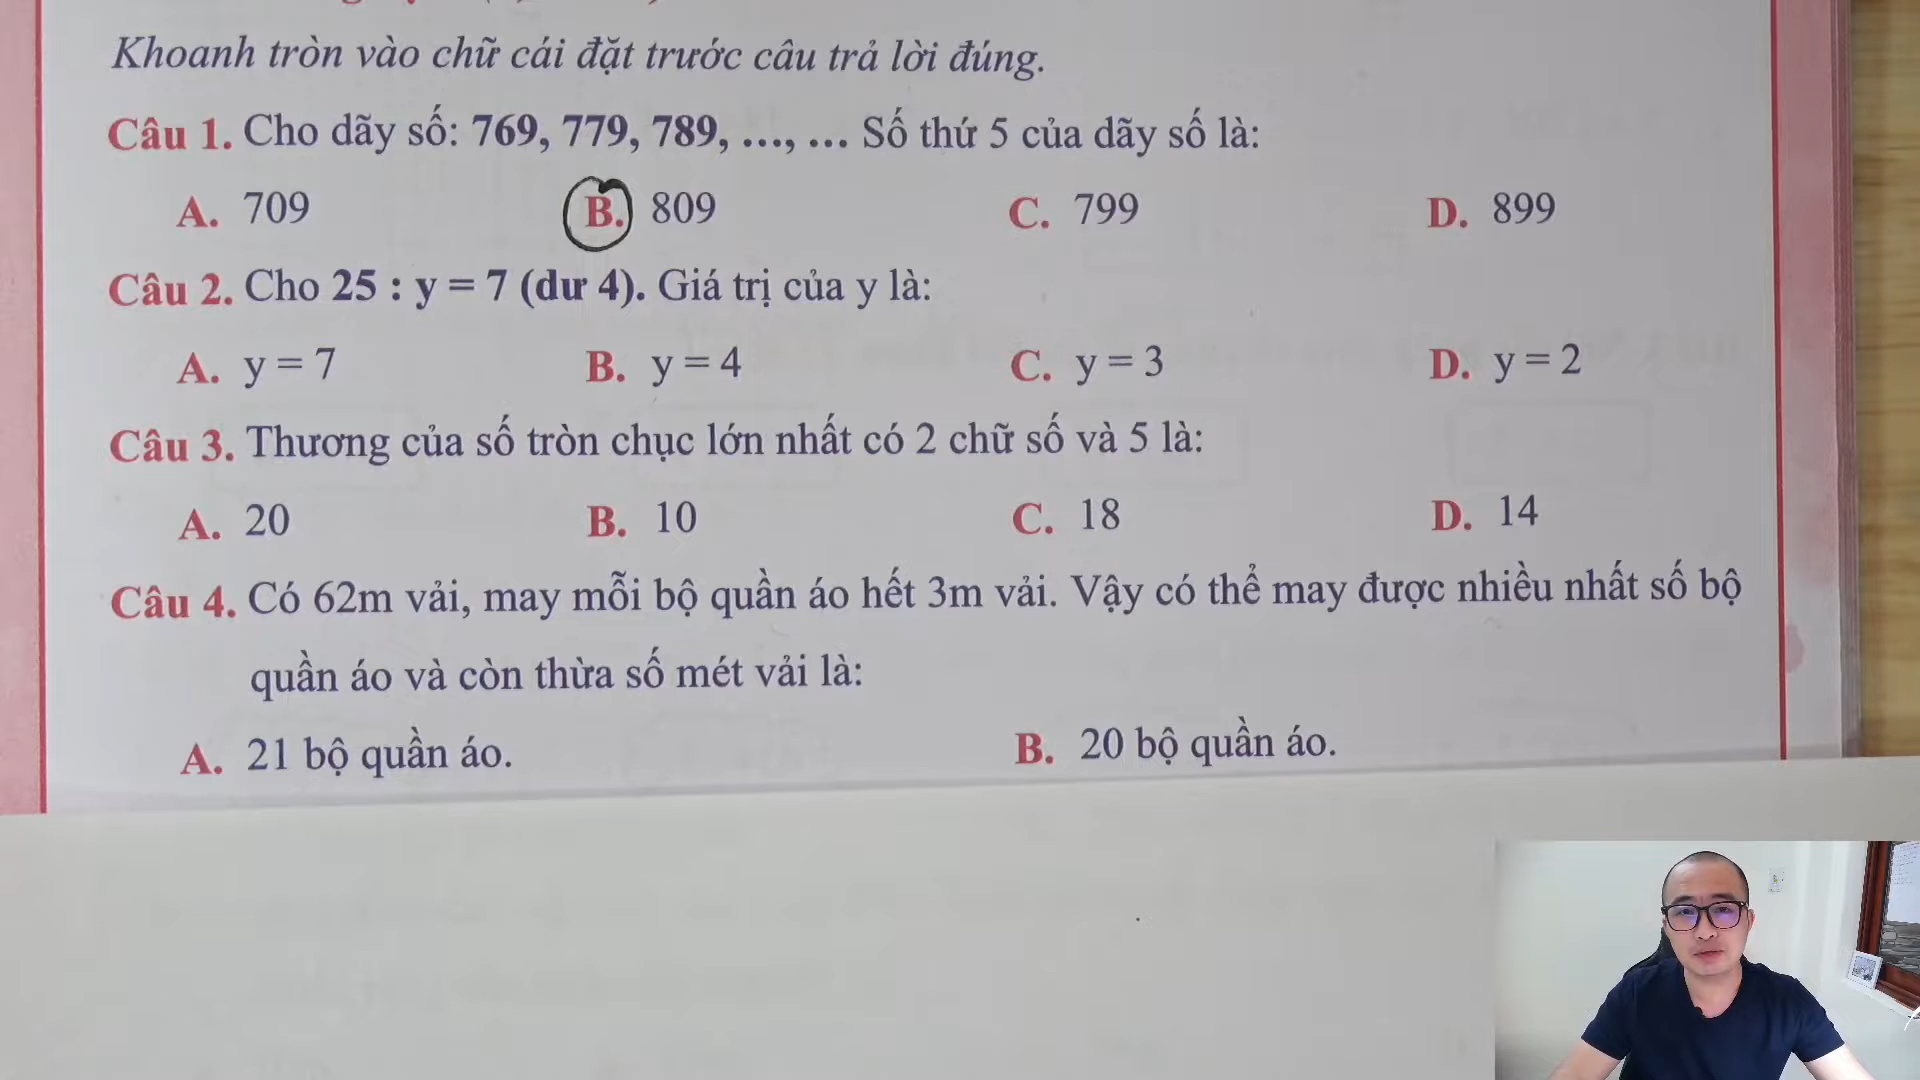 Khoanh tròn vào chữ cái đặt trước câu trả lời đúng.
Câu 1. Cho dãy số: 769, 779, 789, ..., ... Số thứ 5 của dãy số là:
A. 709 B. 809 C. 799 D. 899
Câu 2. Cho 25 : y = 7 (dư 4). Giá trị của y là:
A. y = 7 B. y = 4 C. y = 3 D. y = 2
Câu 3. Thương của số tròn chục lớn nhất có 2 chữ số và 5 là:
A. 20 B. 10 C. 18 D. 14
Câu 4. Có 62m vải, may mỗi bộ quần áo hết 3m vải. Vậy có thể may được nhiều nhất số bộ
quần áo và còn thừa số mét vải là:
A. 21 bộ quần áo. B. 20 bộ quần áo.